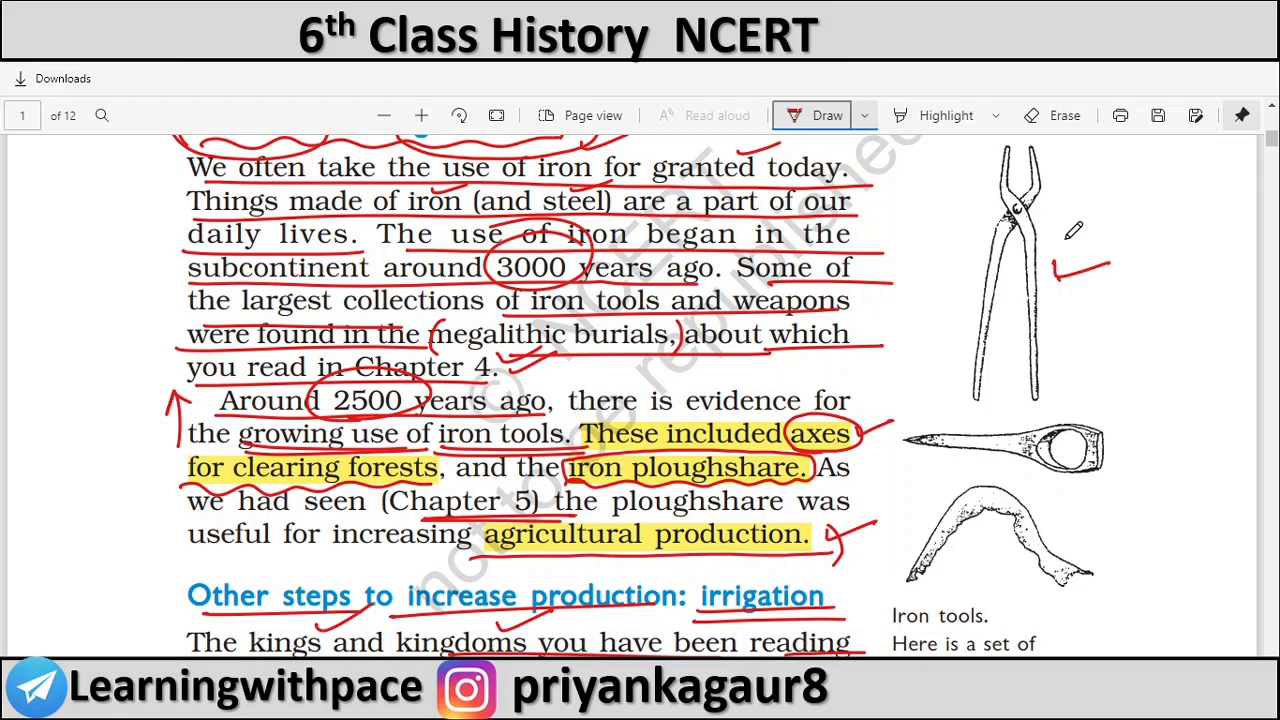 6th Class History NCERT
Downloads
1 of 12 Page view Read aloud Draw Highlight Erase
We often take the use of iron for granted today.
Things made of iron (and steel) are a part of our
daily lives. The use of iron began in the
subcontinent around 3000 years ago. Some of
the largest collections of iron tools and weapons
were found in the megalithic burials, about which
you read in Chapter 4.
Around 2500 years ago, there is evidence for
the growing use of iron tools. These included axes
for clearing forests, and the iron ploughshare. As
we had seen (Chapter 5) the ploughshare was
useful for increasing agricultural production.
Other steps to increase production: irrigation
The kings and kingdoms you have been reading
Iron tools.
Here is a set of
© NCERT
not to be republished
Learningwithpace priyankagaur8